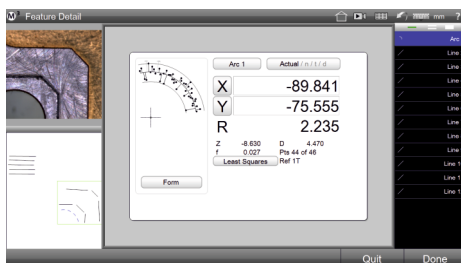 Feature Detail
mm ?
Arc 1
Actual / n / t / d
X -89.841
Y -75.555
R 2.235
Z -8.630 D 4.470
f 0.027 Pts 44 of 46
Least Squares Ref 1T
Form
Arc
Line
Line
Line
Line
Line
Line
Line
Line
Line 1
Line 1
Line 1
Quit Done